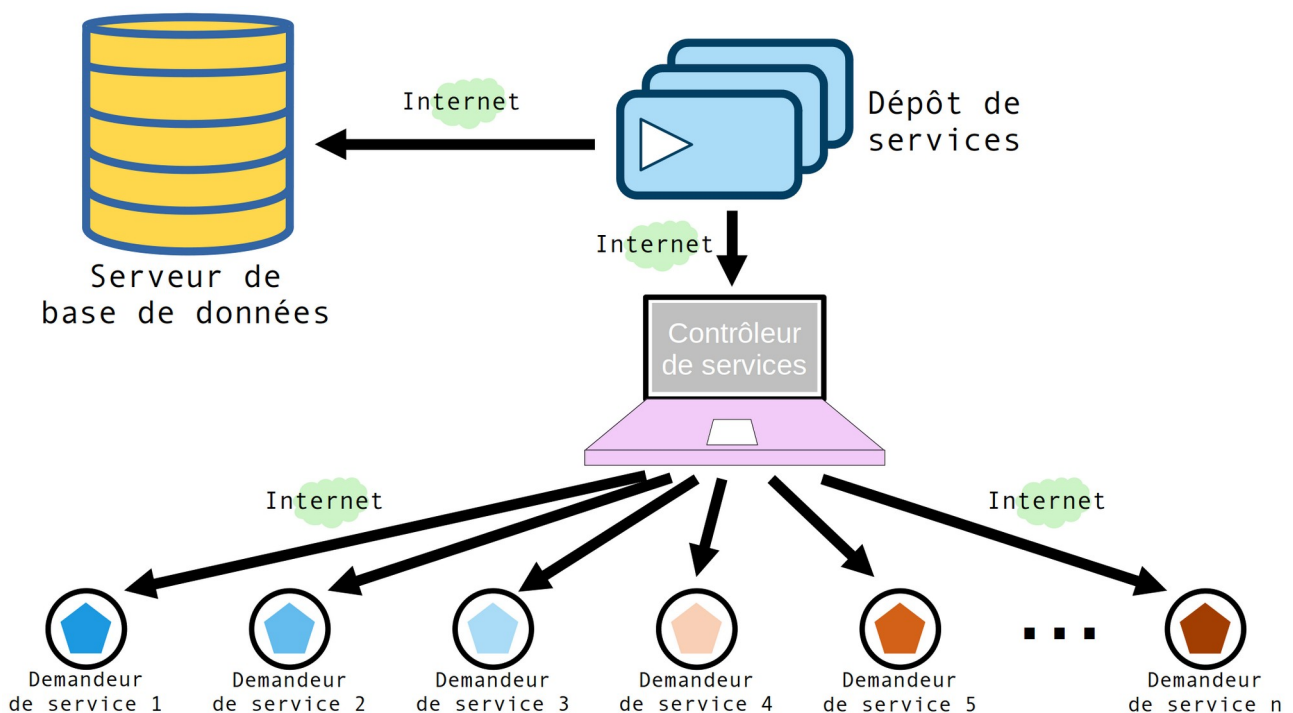 Internet
Dépôt de
services
Internet
Serveur de
base de données
Contrôleur
de services
Internet
Internet
...
Demandeur
de service 1
Demandeur
de service 2
Demandeur
de service 3
Demandeur
de service 4
Demandeur
de service 5
Demandeur
de service n